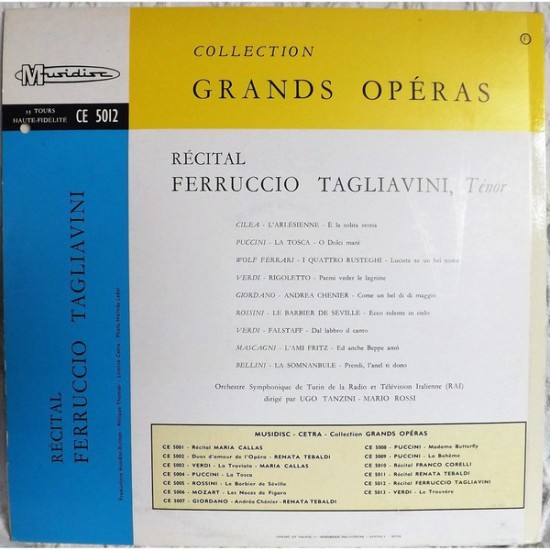 COLLECTION
GRANDS OPÉRAS
Musidisc
33 TOURS
HAUTE-FIDÉLITÉ CE 5012
RÉCITAL
FERRUCCIO TAGLIAVINI, Ténor
CILEA - L'ARLÉSIENNE - È la solita storia
PUCCINI - LA TOSCA - O Dolci mani
WOLF FERRARI - I QUATTRO RUSTEGHI - Lucieta xe un bel nome
VERDI - RIGOLETTO - Parmi veder le lagrime
GIORDANO - ANDREA CHENIER - Come un bel di di maggio
ROSSINI - LE BARBIER DE SÉVILLE - Ecco ridente in cielo
VERDI - FALSTAFF - Dal labbro il canto
MASCAGNI - L'AMI FRITZ - Ed anche Beppe amò
BELLINI - LA SOMNANBULE - Prendi, l'anel ti dono
Orchestre Symphonique de Turin de la Radio et Télévision Italienne (RAI)
dirigé par UGO TANZINI - MARIO ROSSI
RÉCITAL
FERRUCCIO TAGLIAVINI
MUSIDISC - CETRA - Collection GRANDS OPÉRAS
CE 5001 - Récital MARIA CALLAS
CE 5002 - Duos d'amour de l'Opéra - RENATA TEBALDI
CE 5003 - VERDI - La Traviata - MARIA CALLAS
CE 5004 - PUCCINI - La Tosca
CE 5005 - ROSSINI - Le Barbier de Séville
CE 5006 - MOZART - Les Noces de Figaro
CE 5007 - GIORDANO - Andréa Chénier - RENATA TEBALDI
CE 5008 - PUCCINI - Madame Butterfly
CE 5009 - PUCCINI - La Bohème
CE 5010 - Récital FRANCO CORELLI
CE 5011 - Récital RENATA TEBALDI
CE 5012 - Récital FERRUCCIO TAGLIAVINI
CE 5013 - VERDI - Le Trouvère